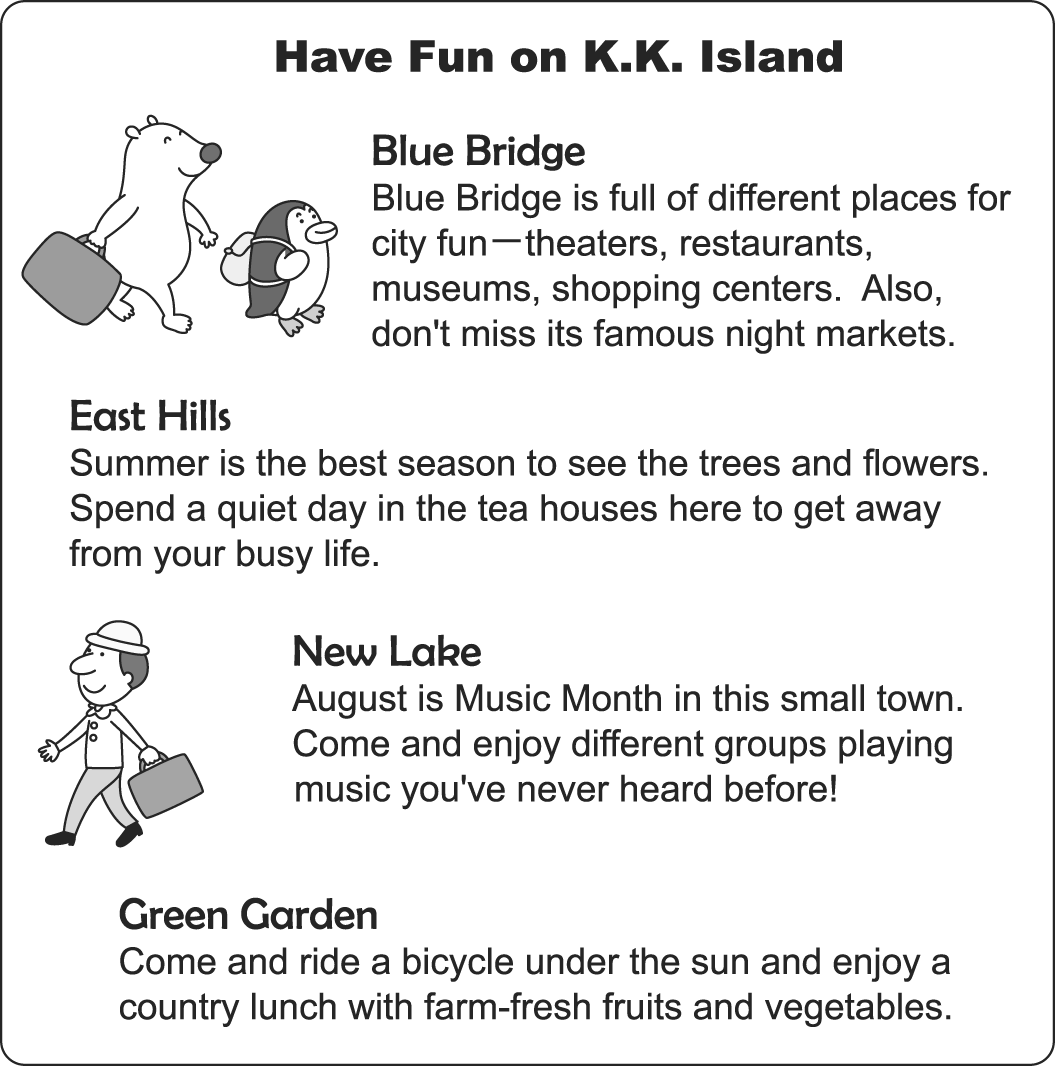 Have Fun on K.K. Island
Blue Bridge
Blue Bridge is full of different places for
city fun—theaters, restaurants,
museums, shopping centers.  Also,
don't miss its famous night markets.
East Hills
Summer is the best season to see the trees and flowers.
Spend a quiet day in the tea houses here to get away
from your busy life.
New Lake
August is Music Month in this small town.
Come and enjoy different groups playing
music you've never heard before!
Green Garden
Come and ride a bicycle under the sun and enjoy a
country lunch with farm-fresh fruits and vegetables.